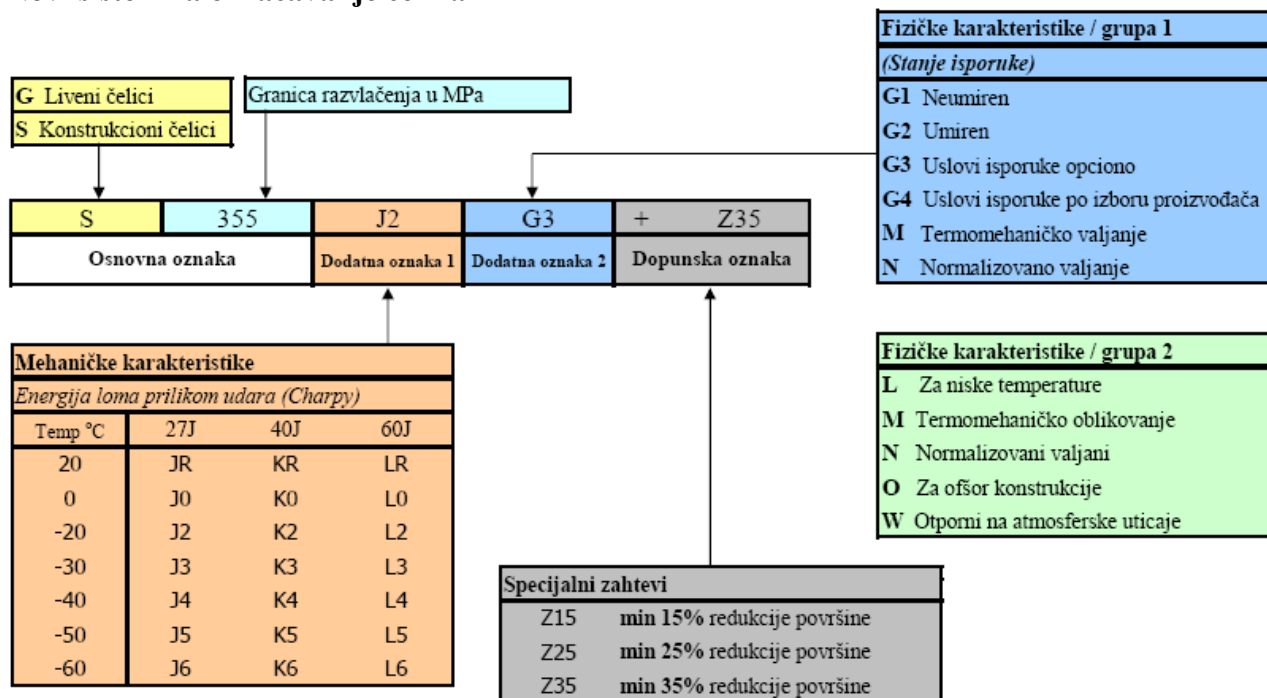 G Liveni čelici
S Konstrukcioni čelici
Granica razvlačenja u MPa
S 355 J2 G3 + Z35
Osnovna oznaka Dodatna oznaka 1 Dodatna oznaka 2 Dopunska oznaka
Mehaničke karakteristike
Energija loma prilikom udara (Charpy)
Temp °C 27J 40J 60J
20 JR KR LR
0 J0 K0 L0
-20 J2 K2 L2
-30 J3 K3 L3
-40 J4 K4 L4
-50 J5 K5 L5
-60 J6 K6 L6
Specijalni zahtevi
Z15 min 15% redukcije površine
Z25 min 25% redukcije površine
Z35 min 35% redukcije površine
Fizičke karakteristike / grupa 1
(Stanje isporuke)
G1 Neumiren
G2 Umiren
G3 Uslovi isporuke opciono
G4 Uslovi isporuke po izboru proizvođača
M Termomehaničko valjanje
N Normalizovano valjanje
Fizičke karakteristike / grupa 2
L Za niske temperature
M Termomehaničko oblikovanje
N Normalizovani valjani
O Za ofšor konstrukcije
W Otporni na atmosferske uticaje